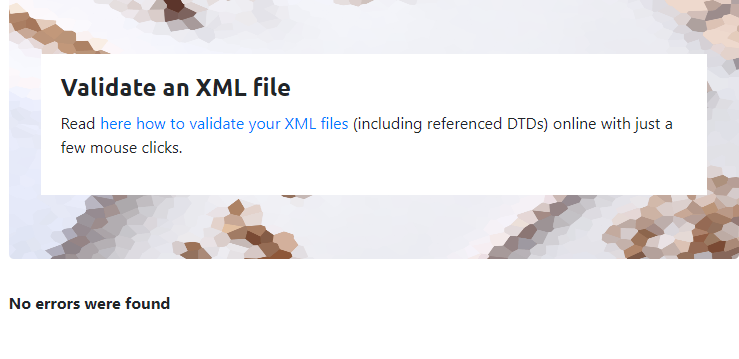 Validate an XML file
Read here how to validate your XML files (including referenced DTDs) online with just a
few mouse clicks.
No errors were found